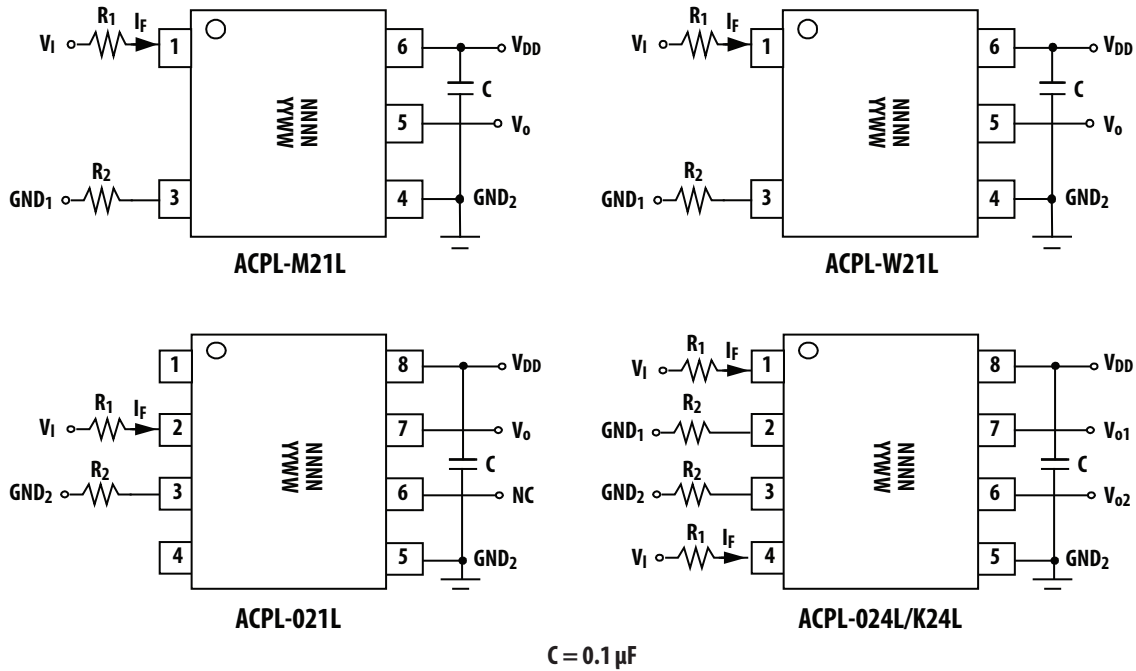 R1
IF
VI
1
6
VDD
C
NNNN
YYWW
5
Vo
R2
GND1
3
4
GND2
ACPL-M21L
R1
IF
VI
1
6
VDD
C
NNNN
YYWW
5
Vo
R2
GND1
3
4
GND2
ACPL-W21L
1
8
VDD
R1
IF
VI
2
7
Vo
NNNN
YYWW
C
R2
GND2
3
6
NC
4
5
GND2
ACPL-021L
R1
IF
VI
1
8
VDD
R2
GND1
2
7
Vo1
NNNN
YYWW
C
R2
GND2
3
6
Vo2
R1
IF
VI
4
5
GND2
ACPL-024L/K24L
C = 0.1 µF